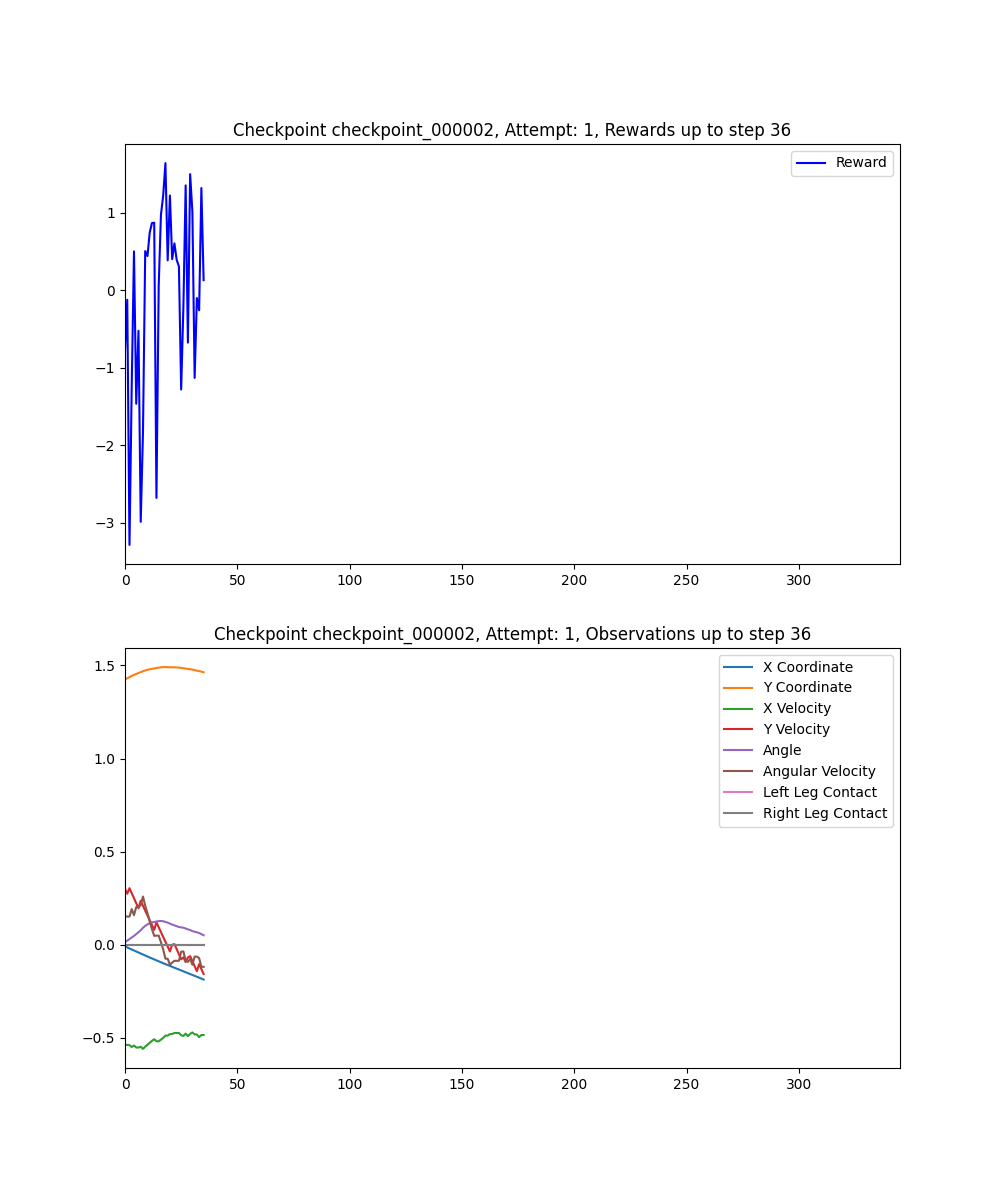 Checkpoint checkpoint_000002, Attempt: 1, Rewards up to step 36
Reward
1
0
−1
−2
−3
0 50 100 150 200 250 300
Checkpoint checkpoint_000002, Attempt: 1, Observations up to step 36
X Coordinate
Y Coordinate
X Velocity
Y Velocity
Angle
Angular Velocity
Left Leg Contact
Right Leg Contact
1.5
1.0
0.5
0.0
−0.5
0 50 100 150 200 250 300